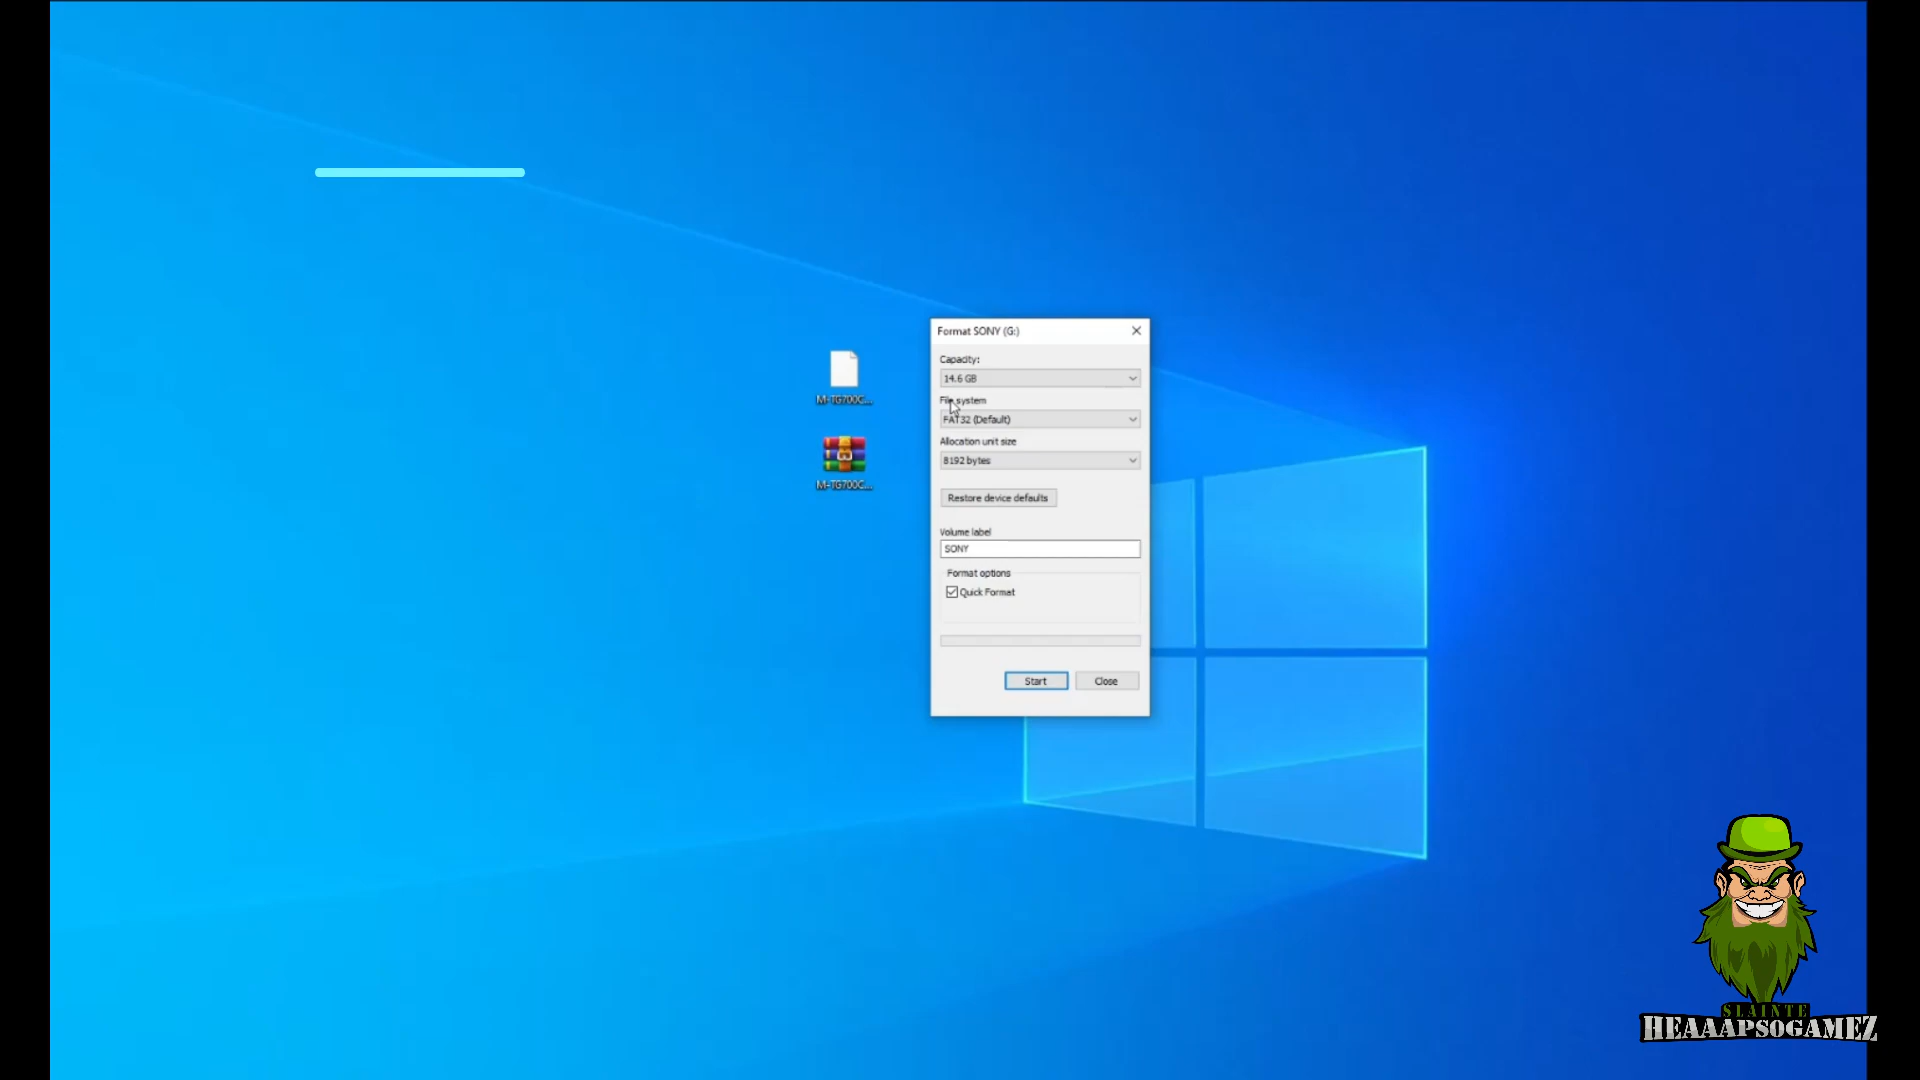 Format SONY (G:)
Capacity:
14.6 GB
File system
FAT32 (Default)
Allocation unit size
8192 bytes
Restore device defaults
Volume label
SONY
Format options
Quick Format
Start
Close
M-TG700C...
M-TG700C...
SLAINTE
HEAAAPSOGAMEZ